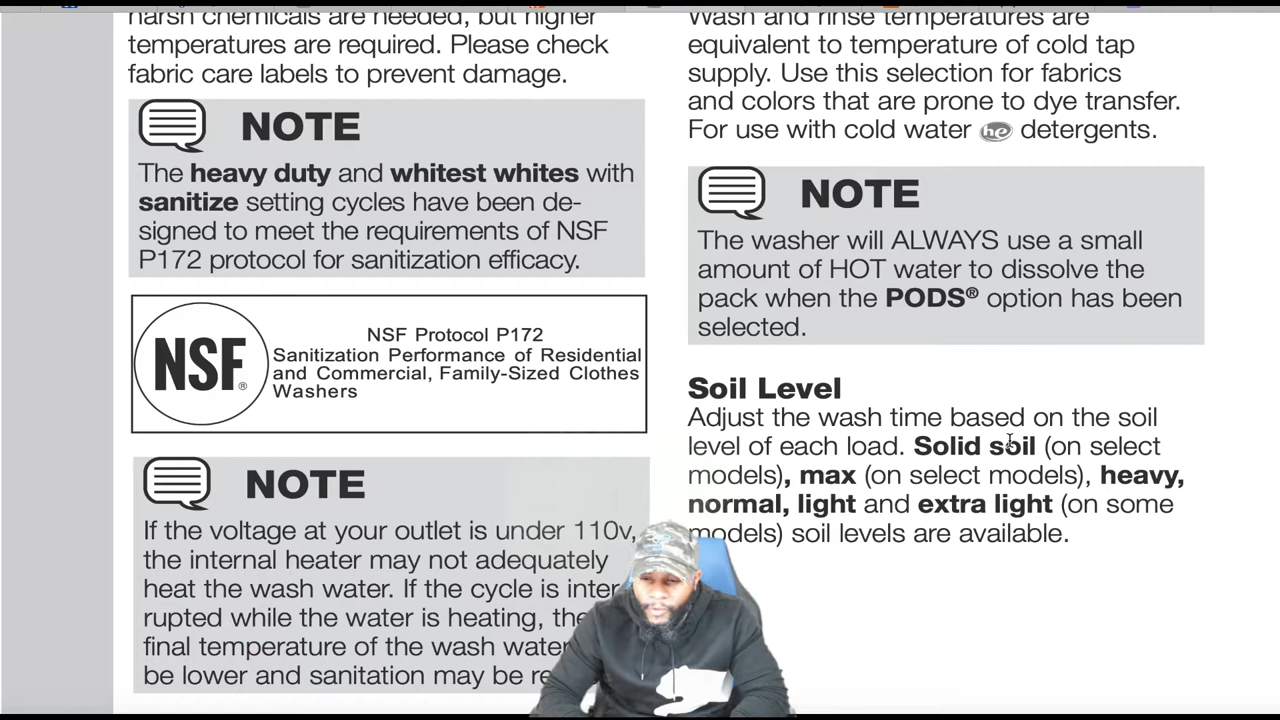 harsh chemicals are needed, but higher
temperatures are required. Please check
fabric care labels to prevent damage.
NOTE
The heavy duty and whitest whites with
sanitize setting cycles have been de-
signed to meet the requirements of NSF
P172 protocol for sanitization efficacy.
NSF®
NSF Protocol P172
Sanitization Performance of Residential
and Commercial, Family-Sized Clothes
Washers
NOTE
If the voltage at your outlet is under 110v,
the internal heater may not adequately
heat the wash water. If the cycle is inter
rupted while the water is heating, the
final temperature of the wash water
be lower and sanitation may be re
Wash and rinse temperatures are
equivalent to temperature of cold tap
supply. Use this selection for fabrics
and colors that are prone to dye transfer.
For use with cold water he detergents.
NOTE
The washer will ALWAYS use a small
amount of HOT water to dissolve the
pack when the PODS® option has been
selected.
Soil Level
Adjust the wash time based on the soil
level of each load. Solid soil (on select
models), max (on select models), heavy,
normal, light and extra light (on some
models) soil levels are available.